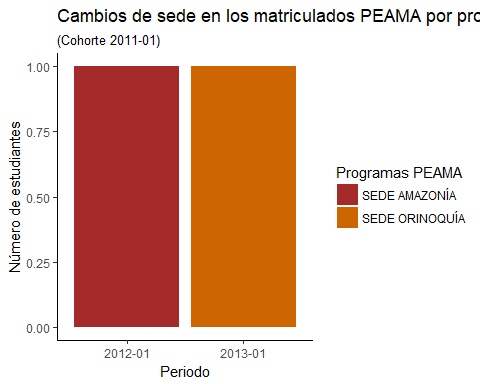 Cambios de sede en los matriculados PEAMA por pro
(Cohorte 2011-01)
Número de estudiantes
1.00
0.75
0.50
0.25
0.00
2012-01 2013-01
Periodo
Programas PEAMA
SEDE AMAZONÍA
SEDE ORINOQUÍA